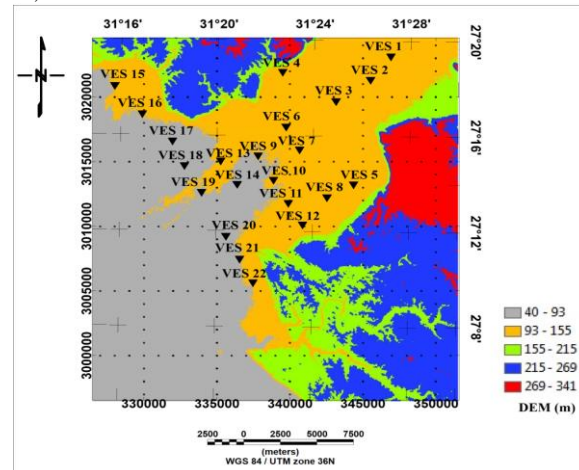 31°16' 31°20' 31°24' 31°28'
N
27°20'
27°16'
27°12'
27°8'
3020000
3015000
3010000
3005000
3000000
VES 1
VES 4
VES 2
VES 15
VES 3
VES 16
VES 6
VES 17
VES 7
VES 9
VES 13
VES 18
VES 10
VES 14
VES 5
VES 19
VES 8
VES 11
VES 12
VES 20
VES 21
VES 22
330000 335000 340000 345000 350000
40 - 93
93 - 155
155 - 215
215 - 269
269 - 341
DEM (m)
2500 0 2500 5000 7500
(meters)
WGS 84 / UTM zone 36N